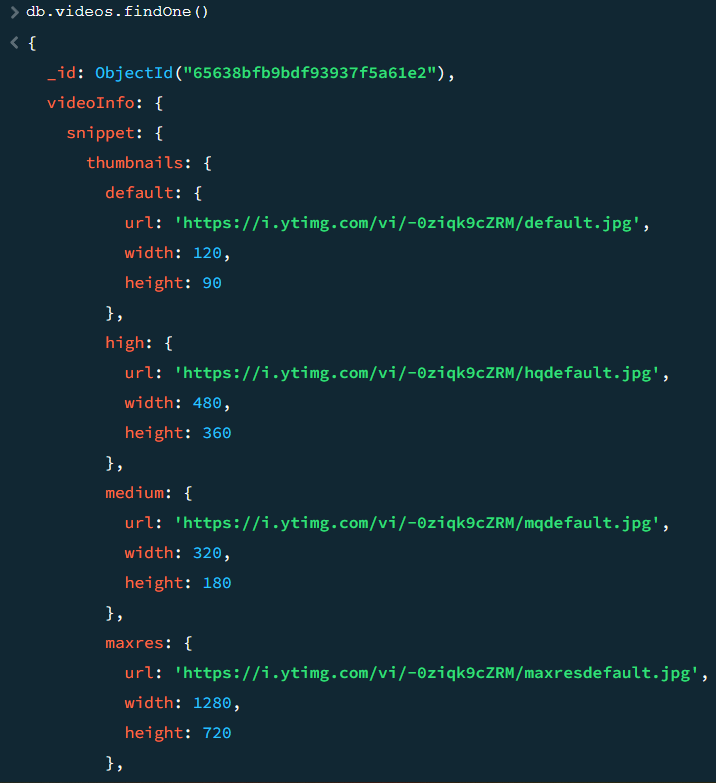 > db.videos.findOne()
< {
_id: ObjectId("65638bfb9bdf93937f5a61e2"),
videoInfo: {
snippet: {
thumbnails: {
default: {
url: 'https://i.ytimg.com/vi/-0ziqk9cZRM/default.jpg',
width: 120,
height: 90
},
high: {
url: 'https://i.ytimg.com/vi/-0ziqk9cZRM/hqdefault.jpg',
width: 480,
height: 360
},
medium: {
url: 'https://i.ytimg.com/vi/-0ziqk9cZRM/mqdefault.jpg',
width: 320,
height: 180
},
maxres: {
url: 'https://i.ytimg.com/vi/-0ziqk9cZRM/maxresdefault.jpg',
width: 1280,
height: 720
},